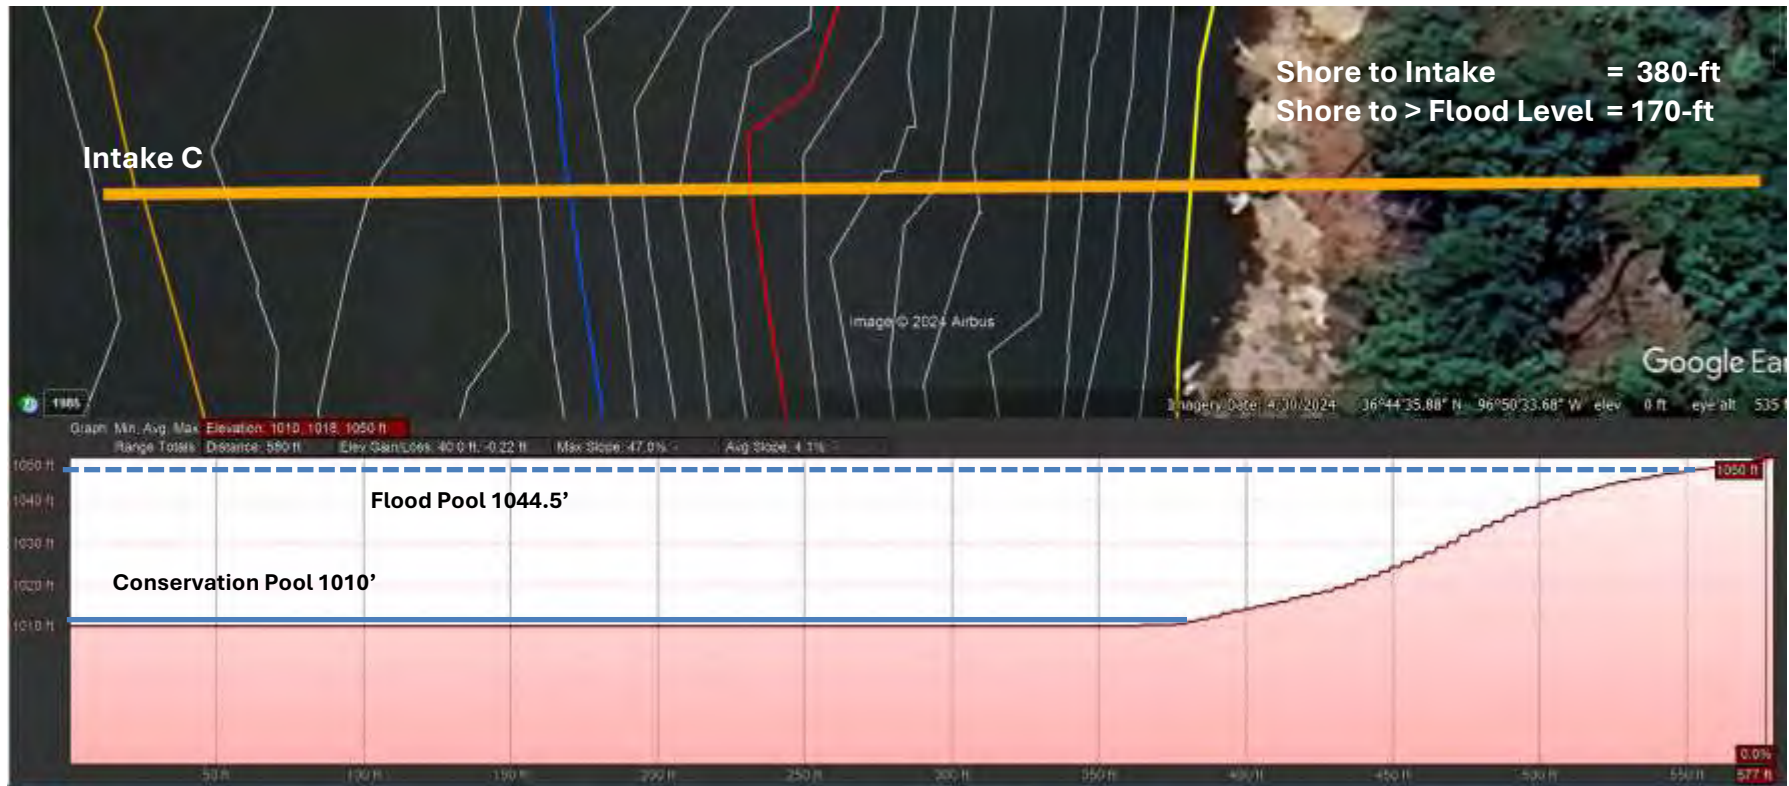 Shore to Intake = 380-ft
Shore to > Flood Level = 170-ft
Intake C
Image © 2024 Airbus
Google Ear
1985
Imagery Date: 4/30/2024 36°44'35.88" N 96°50'33.68" W elev 0 ft eye alt 535
Graph: Min, Avg, Max Elevation: 1010, 1018, 1050 ft
Range Totals: Distance: 580 ft Elev Gain/Loss: 40.0 ft, -0.22 ft Max Slope: 47.0% - Avg Slope: 4.1%
1050 ft
1050 ft
1040 ft
Flood Pool 1044.5’
1030 ft
1020 ft
Conservation Pool 1010’
1010 ft
0.0%
50 ft 100 ft 150 ft 200 ft 250 ft 300 ft 350 ft 400 ft 450 ft 500 ft 550 ft 577 ft